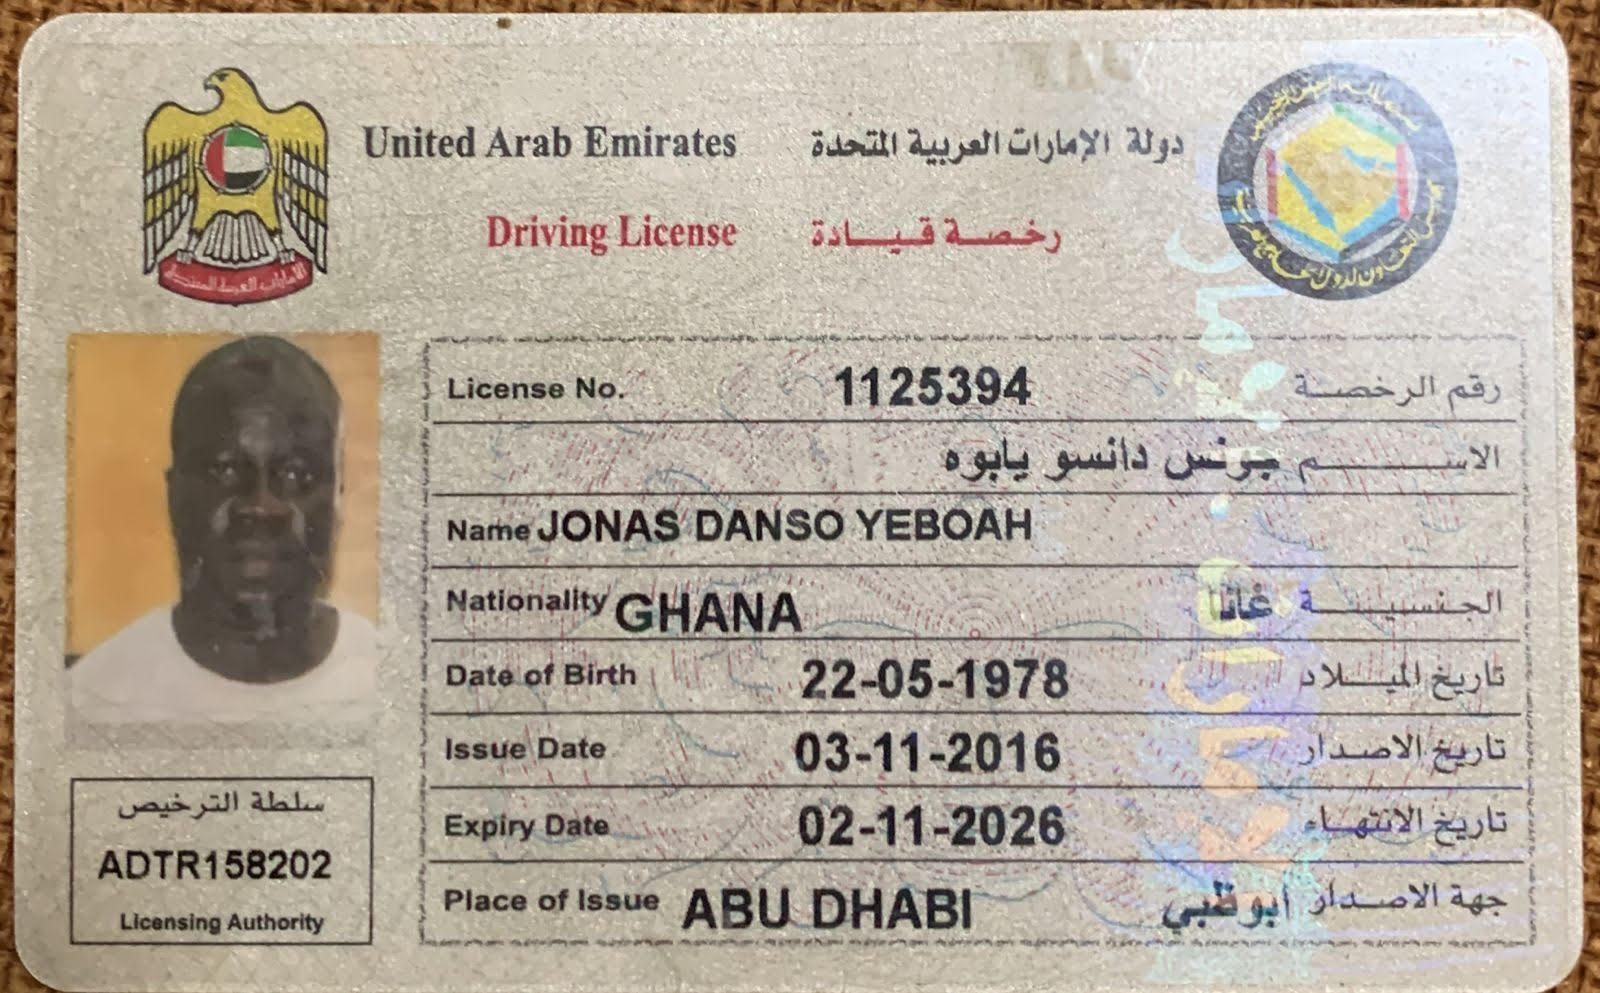 United Arab Emirates دولة الإمارات العربية المتحدة
Driving License رخصة قيادة
الإمارات العربية المتحدة
License No. 1125394 رقم الرخصة
الاسم جونس دانسو يابوه
Name JONAS DANSO YEBOAH
Nationality GHANA غانا الجنسية
Date of Birth 22-05-1978 تاريخ الميلاد
Issue Date 03-11-2016 تاريخ الاصدار
Expiry Date 02-11-2026 تاريخ الانتهاء
Place of Issue ABU DHABI أبوظبي جهة الاصدار
سلطة الترخيص
ADTR158202
Licensing Authority